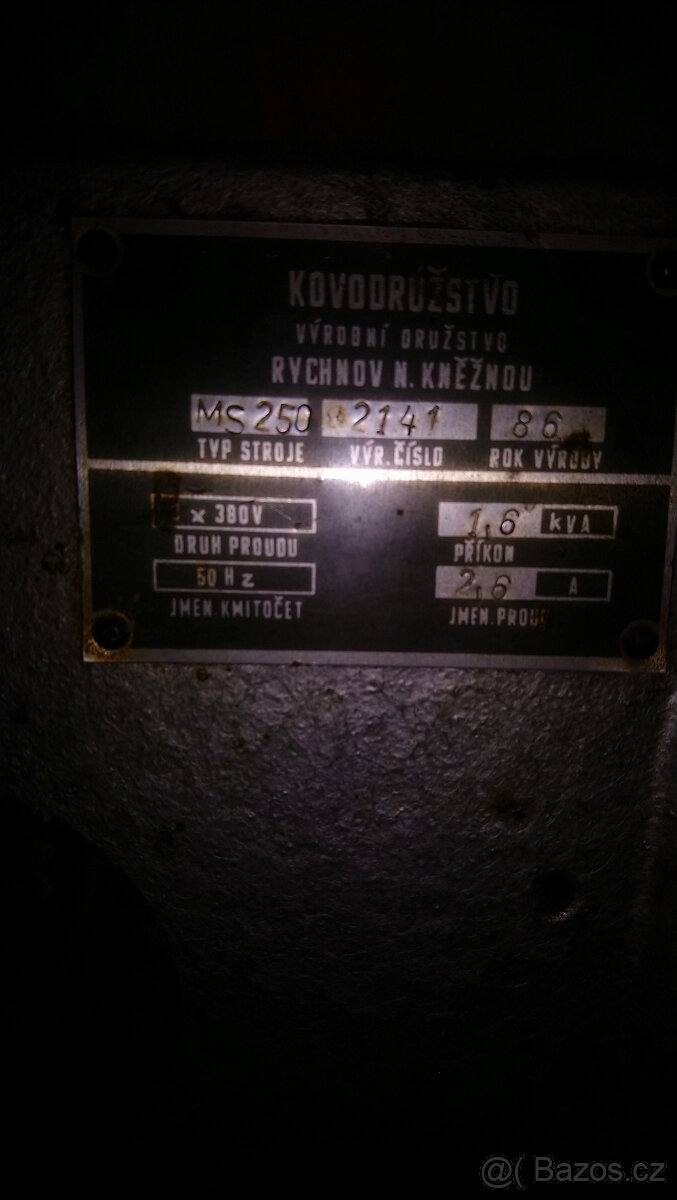 KOVODRUŽSTVO
VÝROBNÍ DRUŽSTVO
RYCHNOV N. KNĚŽNOU
MS 250 2141 86
TYP STROJE VÝR. ČÍSLO ROK VÝROBY
x 380V 1,6 kVA
DRUH PROUDU PŘÍKON
50 Hz 2,6 A
JMEN. KMITOČET JMEN. PROUD
@( Bazos.cz